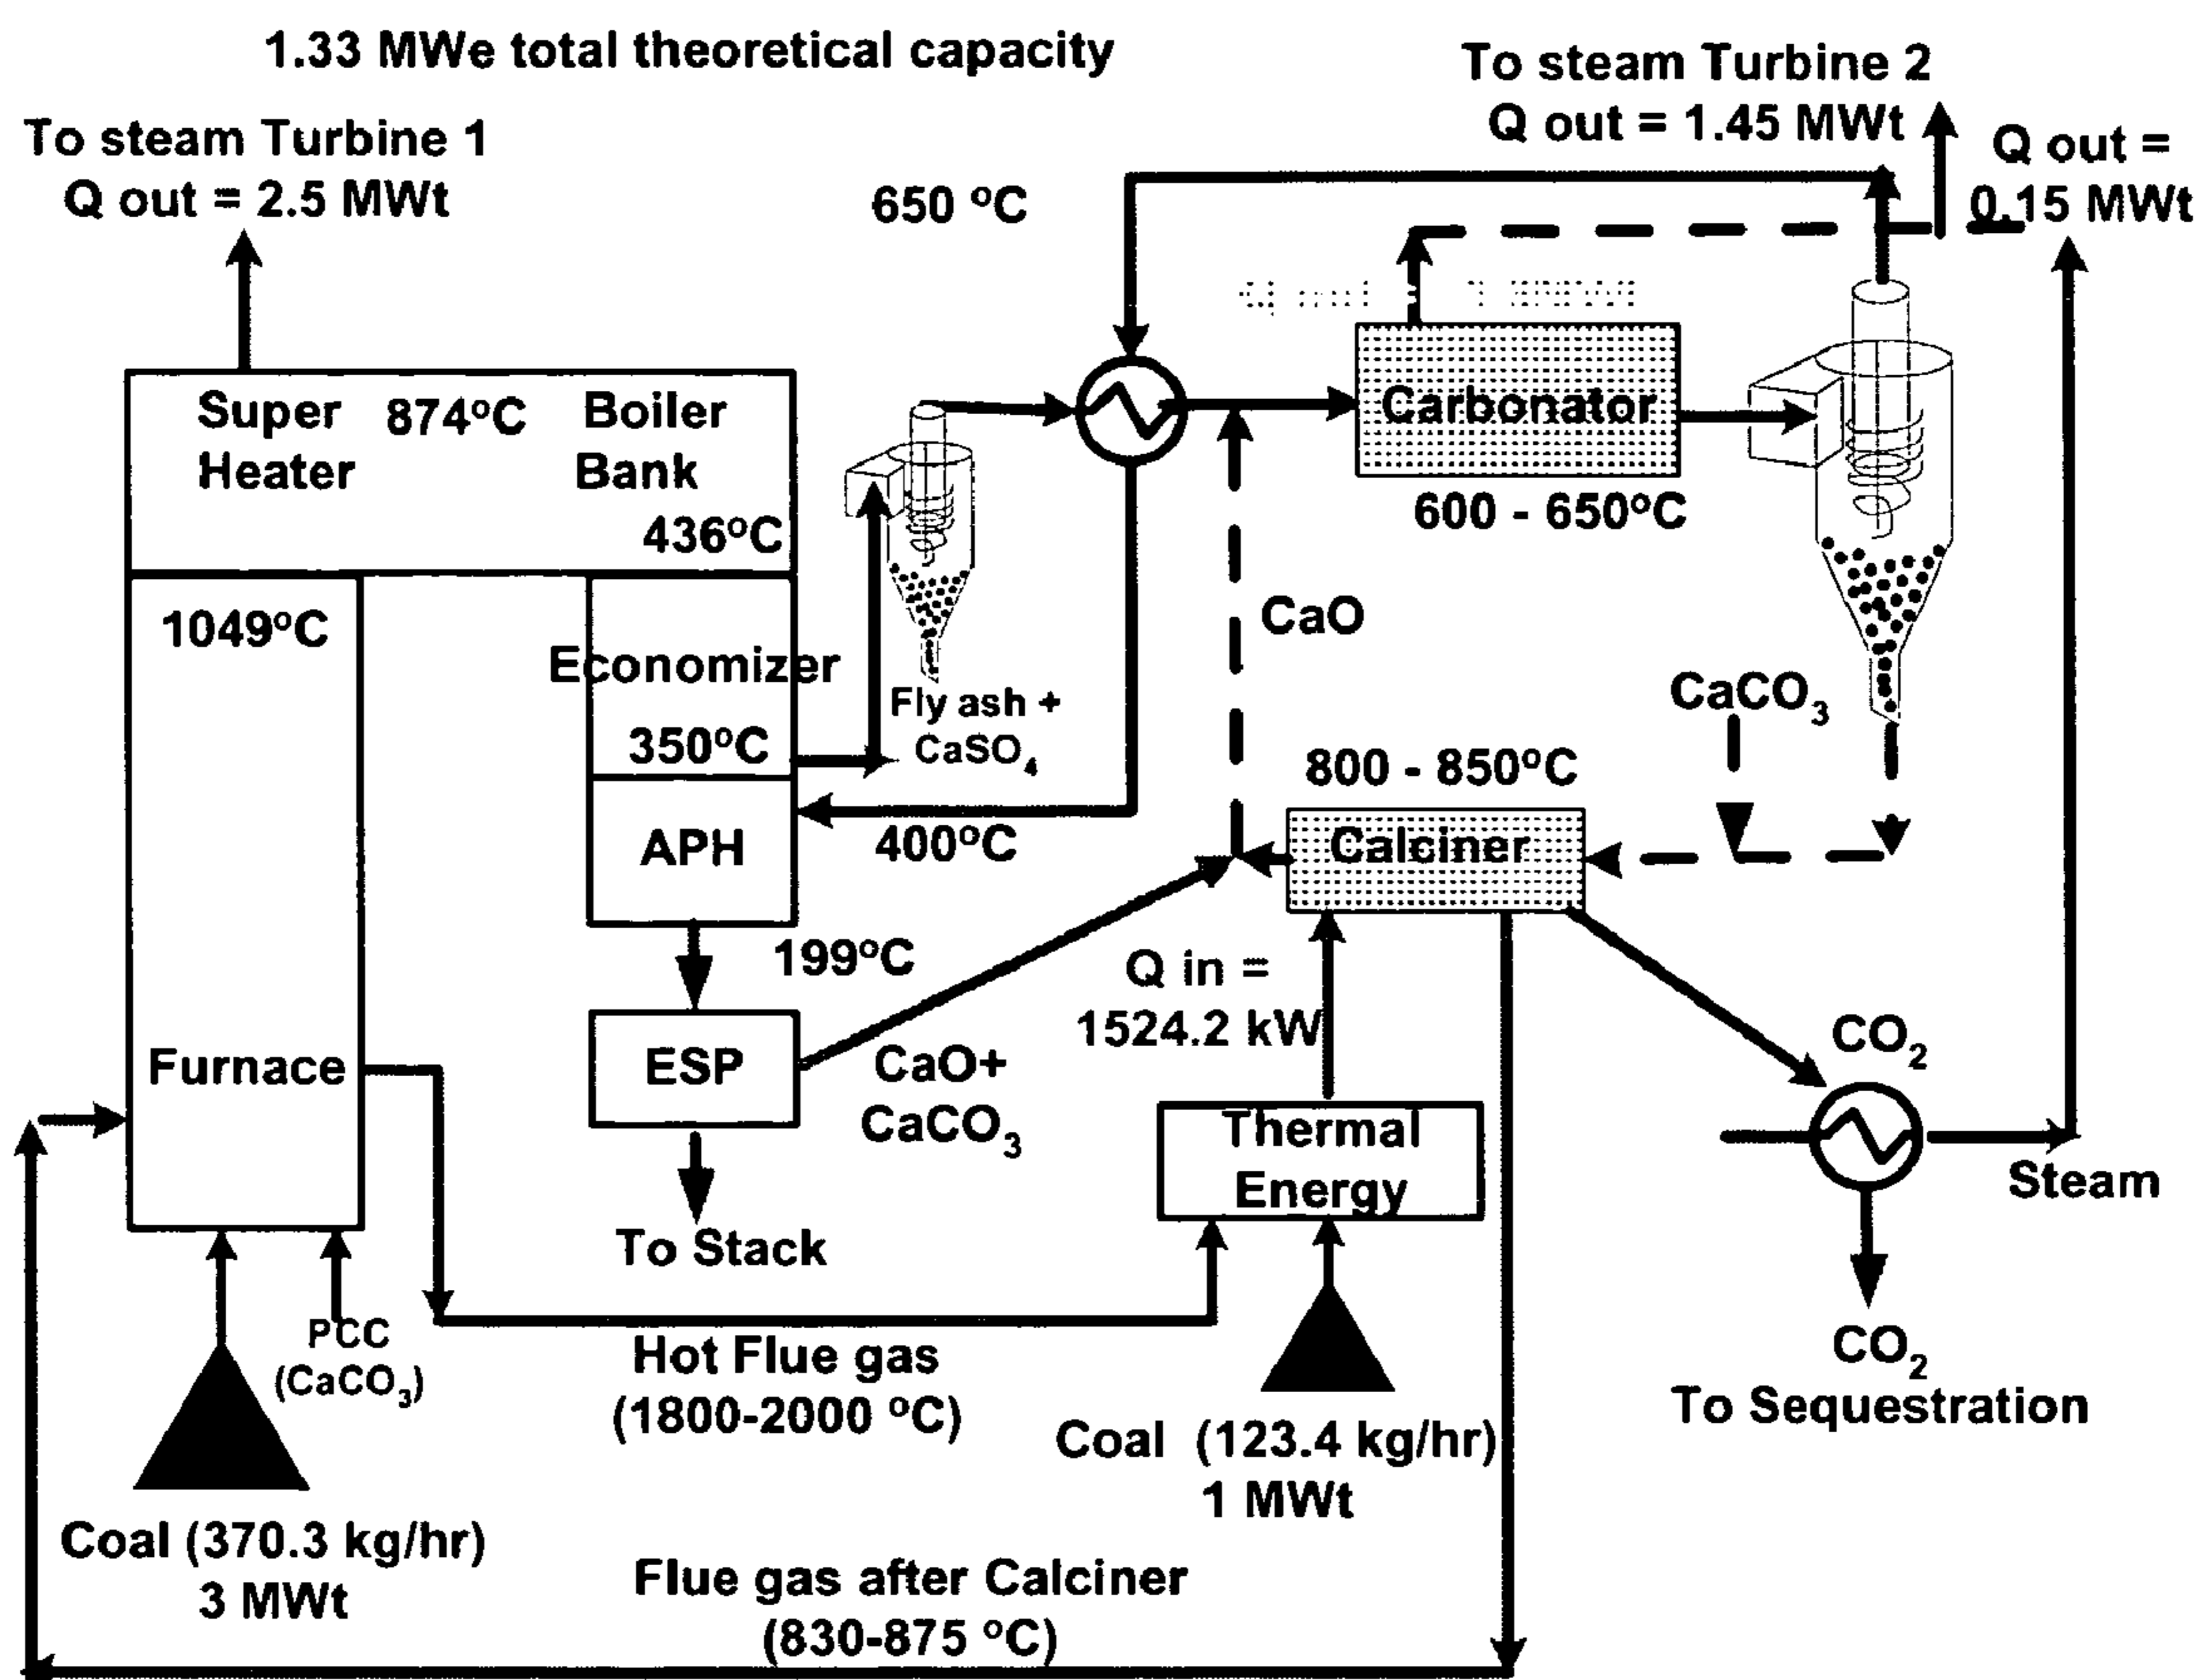 1.33 MWe total theoretical capacity
To steam Turbine 1
Q out = 2.5 MWt
To steam Turbine 2
Q out = 1.45 MWt
Q out =
0.15 MWt
650 °C
Super
Heater
874°C
Boiler
Bank
436°C
1049°C
Economizer
350°C
APH
Fly ash +
CaSO₄
Carbonator
600 - 650°C
CaO
CaCO₃
800 - 850°C
Calciner
400°C
199°C
Q in =
1524.2 kW
Furnace
ESP
CaO+
CaCO₃
Thermal
Energy
CO₂
Steam
To Stack
PCC
(CaCO₃)
Hot Flue gas
(1800-2000 °C)
Coal (123.4 kg/hr)
1 MWt
CO₂
To Sequestration
Coal (370.3 kg/hr)
3 MWt
Flue gas after Calciner
(830-875 °C)